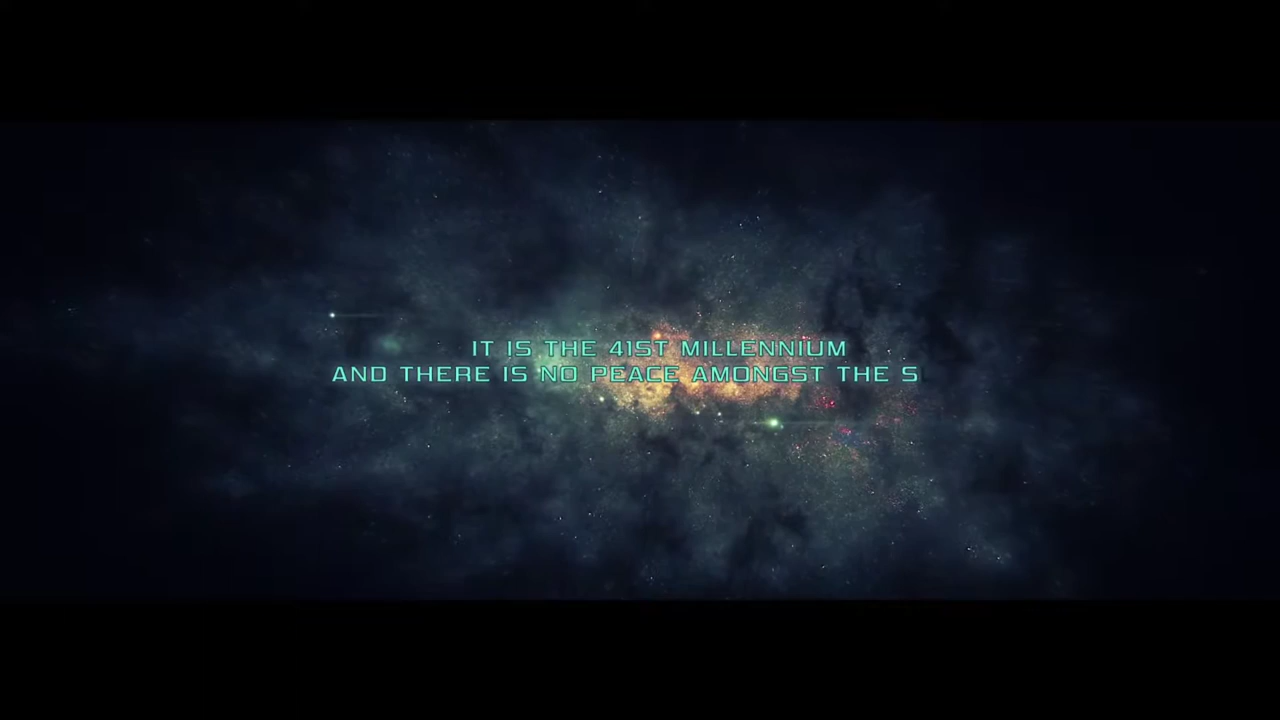 IT IS THE 41ST MILLENNIUM
AND THERE IS NO PEACE AMONGST THE S